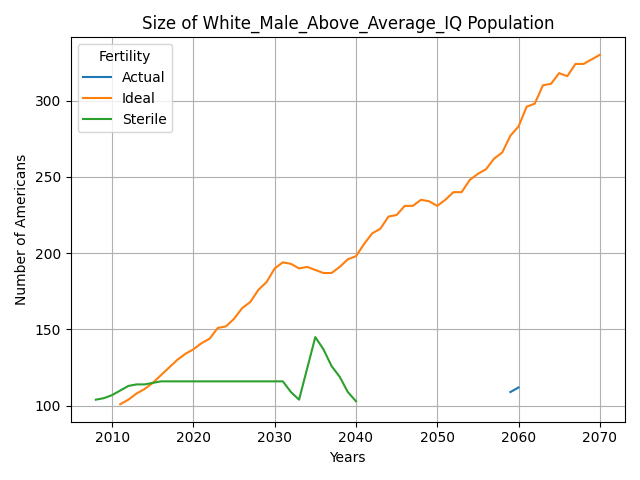 Size of White_Male_Above_Average_IQ Population
Fertility
Actual
Ideal
Sterile
Number of Americans
300
250
200
150
100
2010 2020 2030 2040 2050 2060 2070
Years